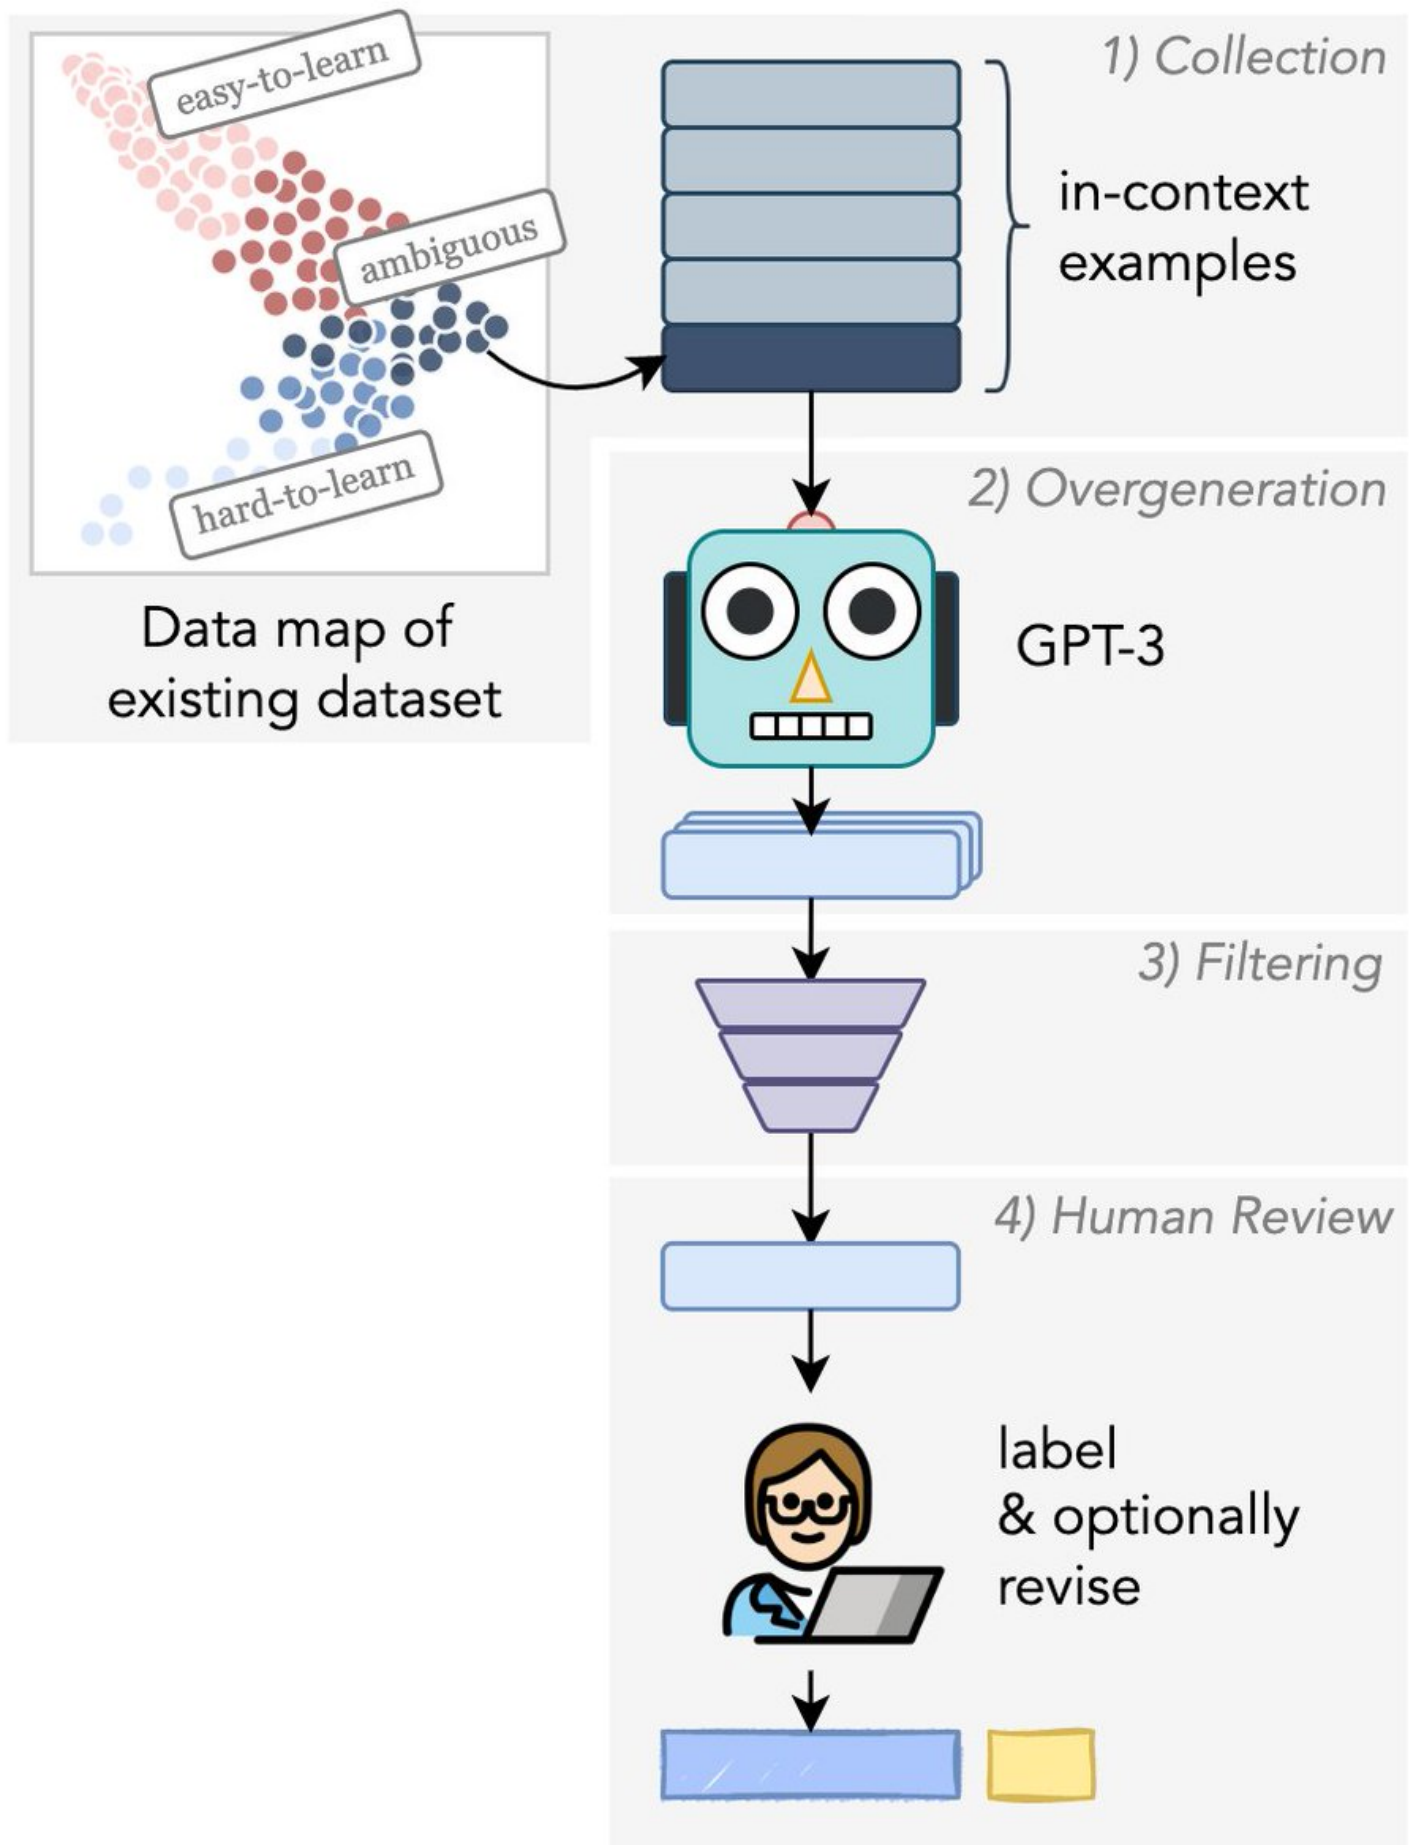 easy-to-learn
ambiguous
hard-to-learn
Data map of
existing dataset
1) Collection
in-context
examples
2) Overgeneration
GPT-3
3) Filtering
4) Human Review
label
& optionally
revise